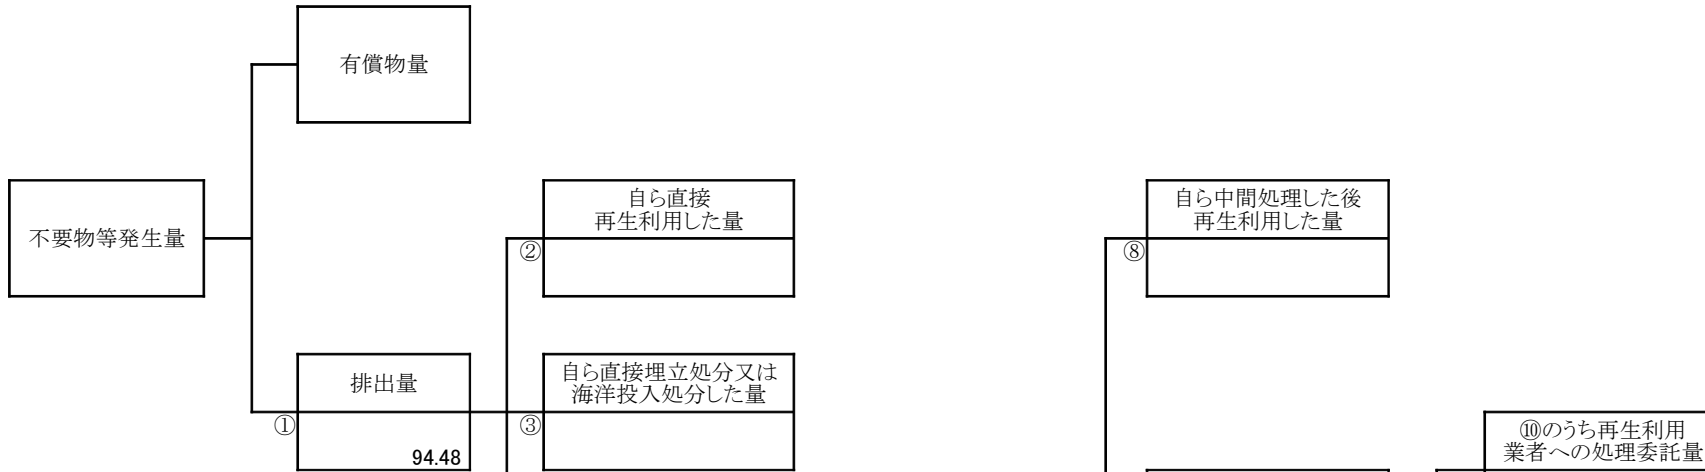 有償物量
不要物等発生量
自ら直接
再生利用した量
②
自ら中間処理した後
再生利用した量
⑧
排出量
①
94.48
自ら直接埋立処分又は
海洋投入処分した量
③
⑩のうち再生利用
業者への処理委託量